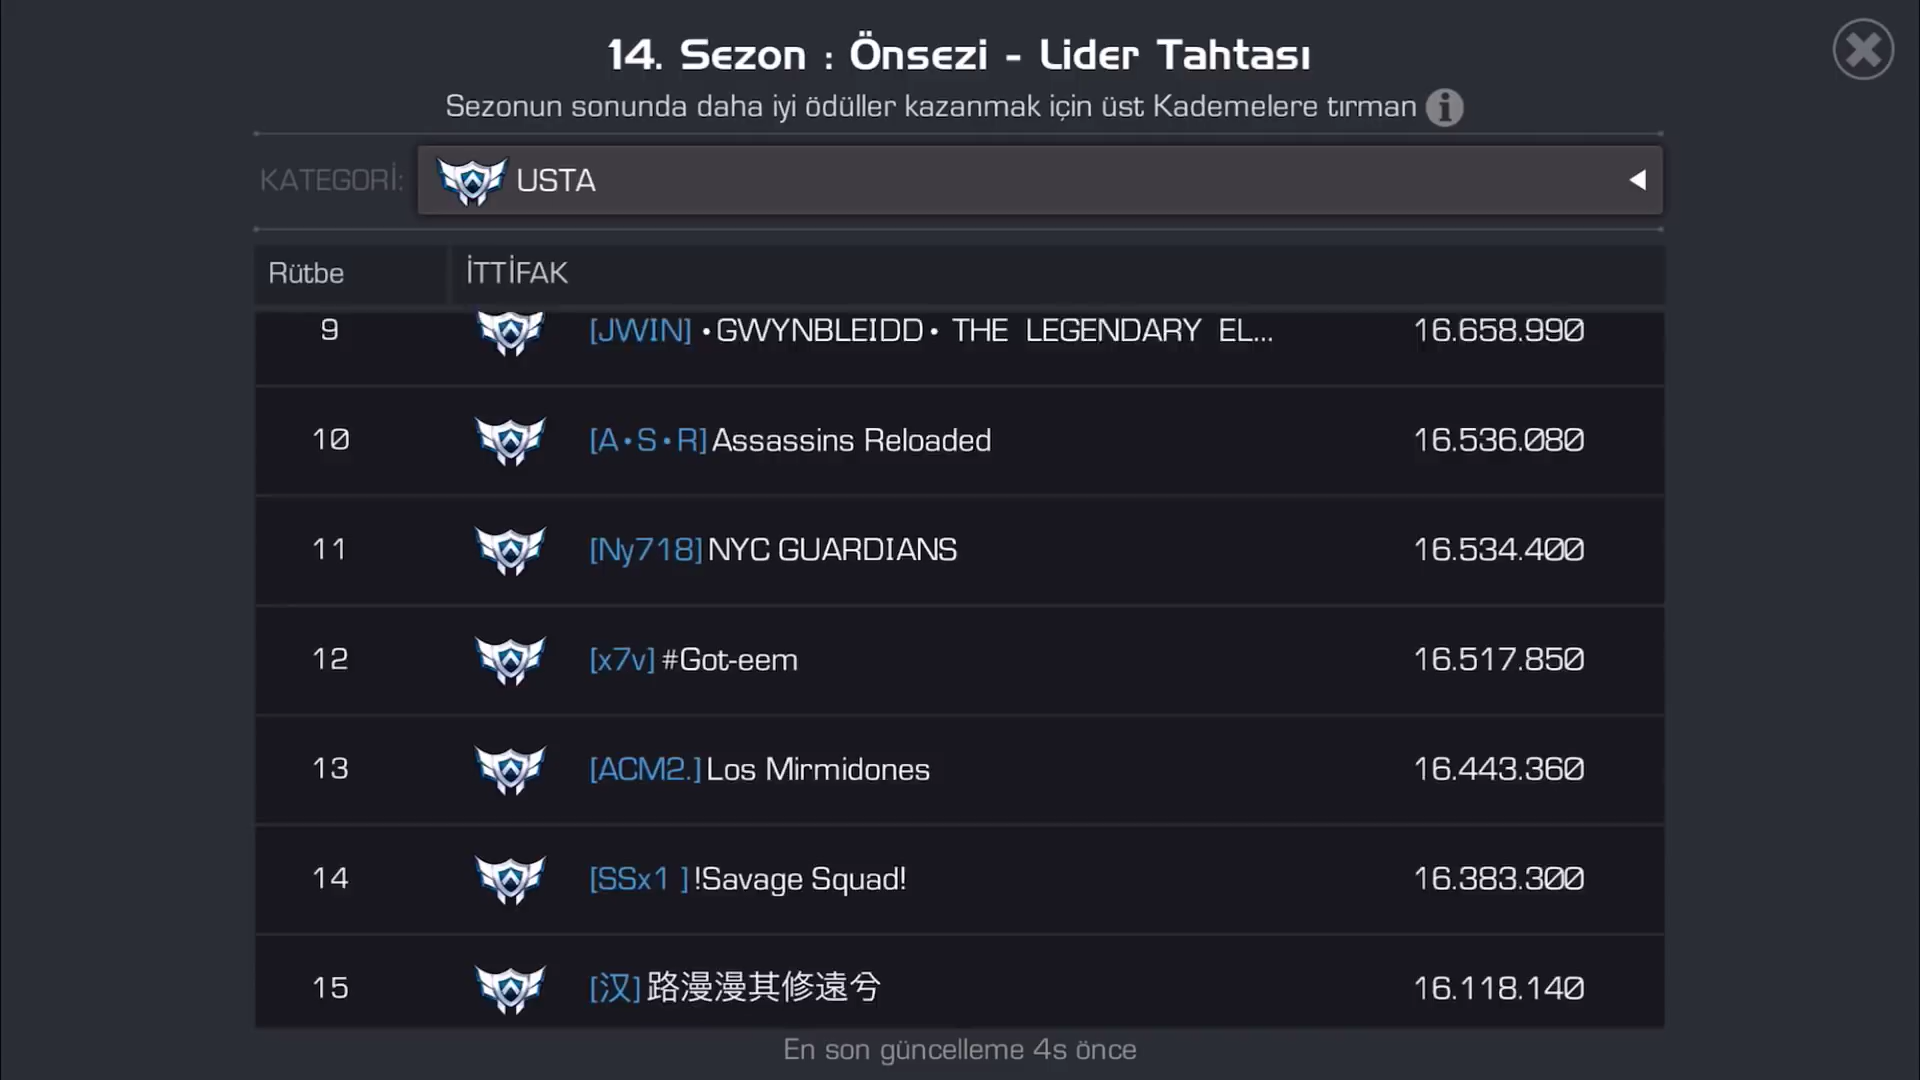 14. Sezon : Önsezi - Lider Tahtası
Sezonun sonunda daha iyi ödüller kazanmak için üst Kademelere tırman
KATEGORİ: USTA
Rütbe İTTİFAK
9 [JWIN] •GWYNBLEIDD• THE LEGENDARY EL... 16.658.990
10 [A•S•R] Assassins Reloaded 16.536.080
11 [Ny718] NYC GUARDIANS 16.534.400
12 [x7v] #Got-eem 16.517.850
13 [ACM2.] Los Mirmidones 16.443.360
14 [SSx1 ] !Savage Squad! 16.383.300
15 [汉] 路漫漫其修遠兮 16.118.140
En son güncelleme 4s önce